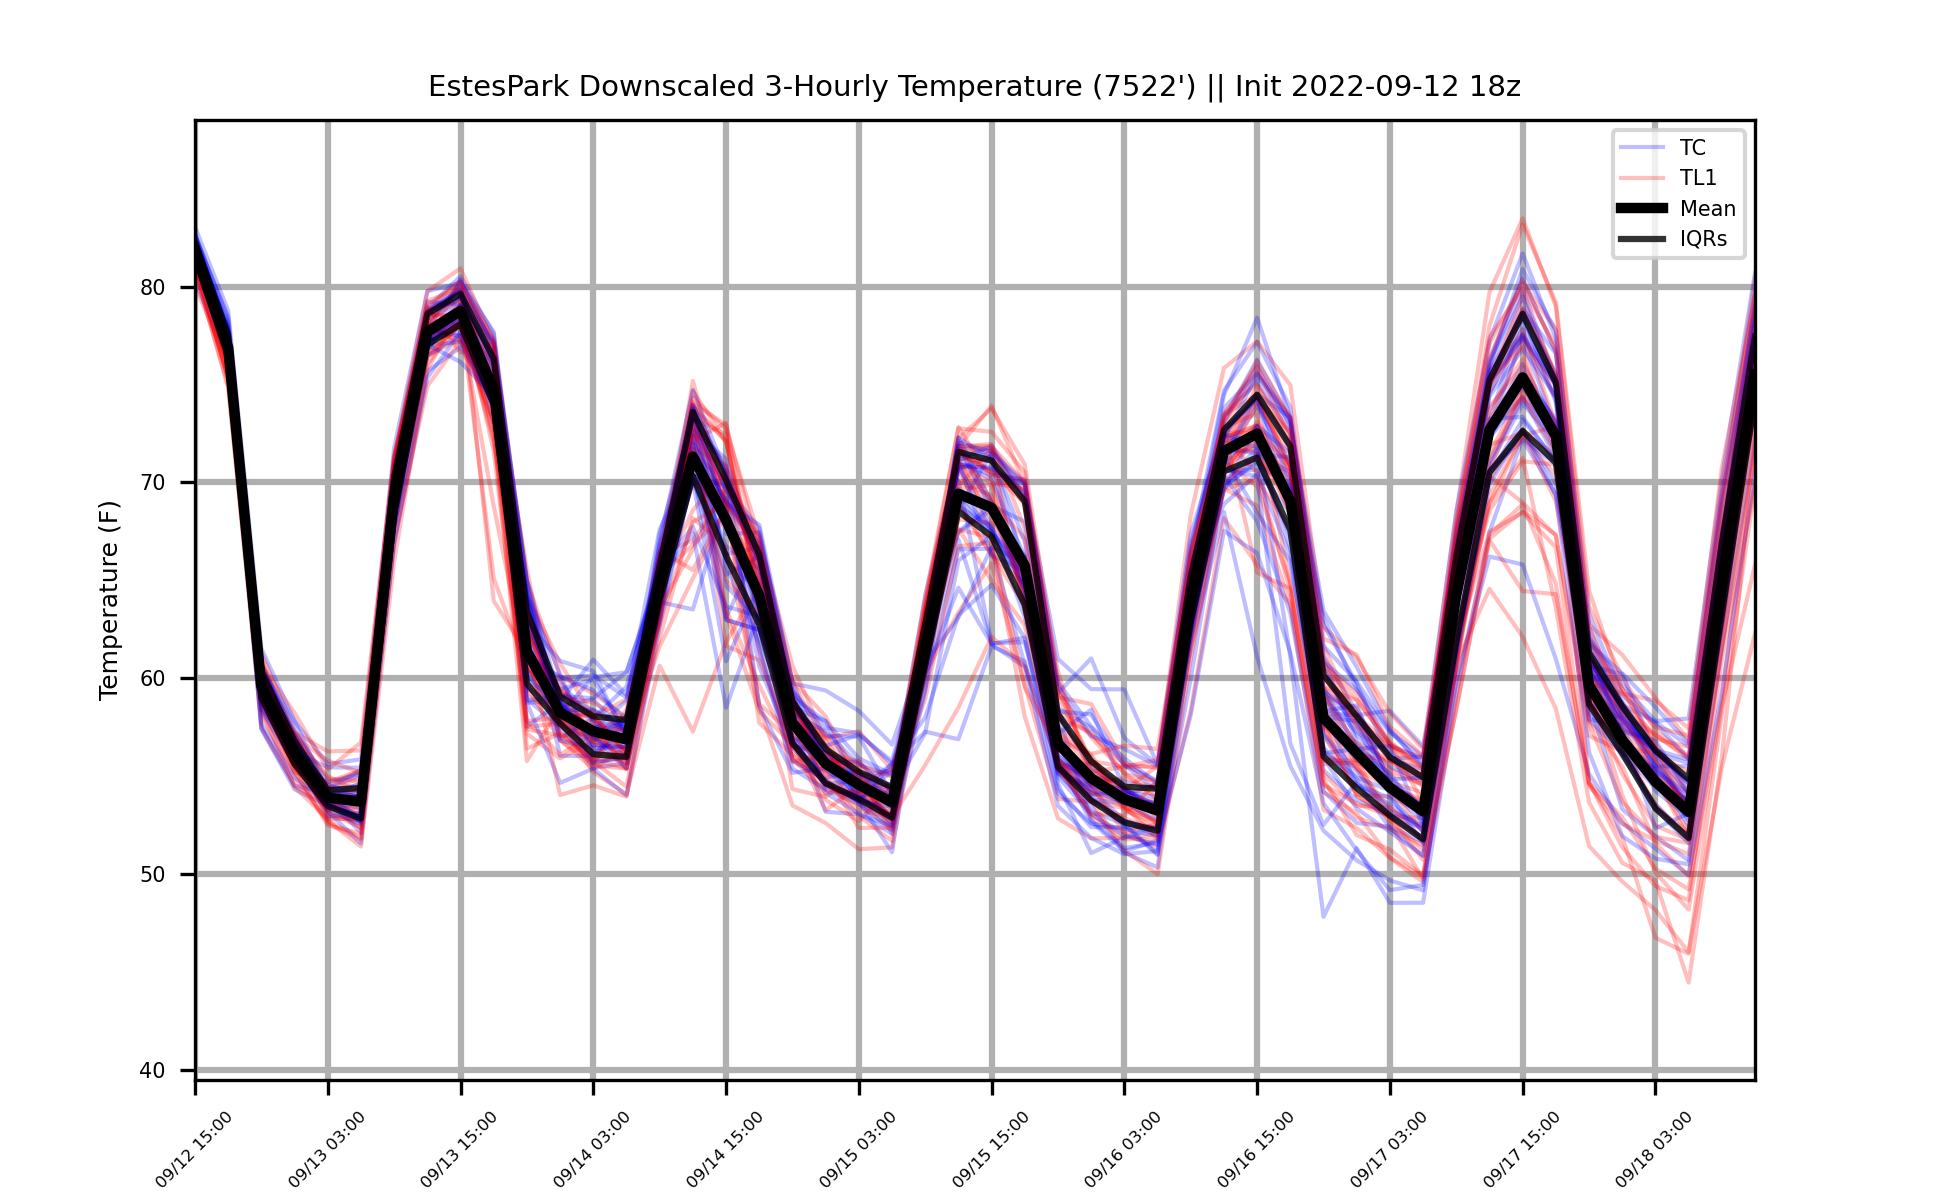 EstesPark Downscaled 3-Hourly Temperature (7522') || Init 2022-09-12 18z
TC
TL1
Mean
IQRs
Temperature (F)
80
70
60
50
40
09/12 15:00
09/13 03:00
09/13 15:00
09/14 03:00
09/14 15:00
09/15 03:00
09/15 15:00
09/16 03:00
09/16 15:00
09/17 03:00
09/17 15:00
09/18 03:00